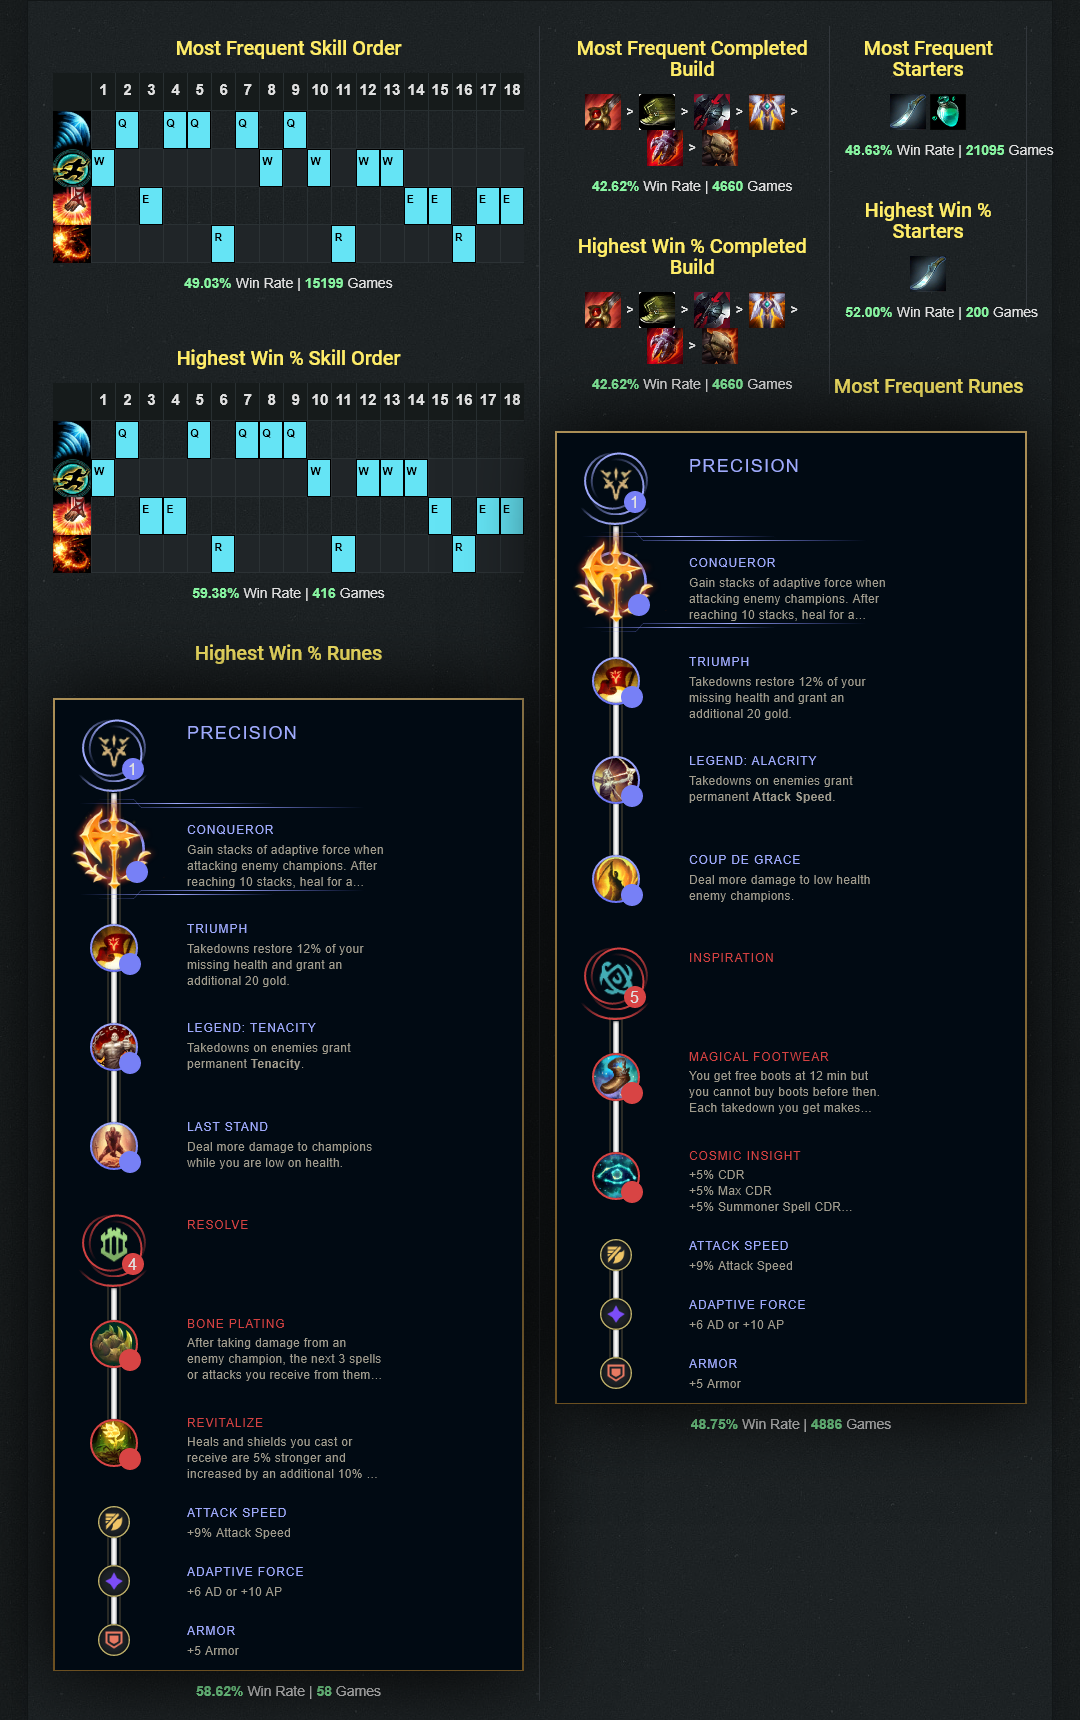 Most Frequent Skill Order
1 2 3 4 5 6 7 8 9 10 11 12 13 14 15 16 17 18
Q Q Q Q Q
W W W W W
E E E E E
R R R
49.03% Win Rate | 15199 Games
Highest Win % Skill Order
1 2 3 4 5 6 7 8 9 10 11 12 13 14 15 16 17 18
Q Q Q Q Q
W W W W W
E E E E E
R R R
59.38% Win Rate | 416 Games
Highest Win % Runes
PRECISION
1
CONQUEROR
Gain stacks of adaptive force when
attacking enemy champions. After
reaching 10 stacks, heal for a...
TRIUMPH
Takedowns restore 12% of your
missing health and grant an
additional 20 gold.
LEGEND: TENACITY
Takedowns on enemies grant
permanent Tenacity.
LAST STAND
Deal more damage to champions
while you are low on health.
RESOLVE
4
BONE PLATING
After taking damage from an
enemy champion, the next 3 spells
or attacks you receive from them...
REVITALIZE
Heals and shields you cast or
receive are 5% stronger and
increased by an additional 10% ...
ATTACK SPEED
+9% Attack Speed
ADAPTIVE FORCE
+6 AD or +10 AP
ARMOR
+5 Armor
58.62% Win Rate | 58 Games
Most Frequent Completed
Build
> > > >
>
42.62% Win Rate | 4660 Games
Highest Win % Completed
Build
> > > >
>
42.62% Win Rate | 4660 Games
Most Frequent
Starters
48.63% Win Rate | 21095 Games
Highest Win %
Starters
52.00% Win Rate | 200 Games
Most Frequent Runes
PRECISION
1
CONQUEROR
Gain stacks of adaptive force when
attacking enemy champions. After
reaching 10 stacks, heal for a...
TRIUMPH
Takedowns restore 12% of your
missing health and grant an
additional 20 gold.
LEGEND: ALACRITY
Takedowns on enemies grant
permanent Attack Speed.
COUP DE GRACE
Deal more damage to low health
enemy champions.
INSPIRATION
5
MAGICAL FOOTWEAR
You get free boots at 12 min but
you cannot buy boots before then.
Each takedown you get makes...
COSMIC INSIGHT
+5% CDR
+5% Max CDR
+5% Summoner Spell CDR...
ATTACK SPEED
+9% Attack Speed
ADAPTIVE FORCE
+6 AD or +10 AP
ARMOR
+5 Armor
48.75% Win Rate | 4886 Games